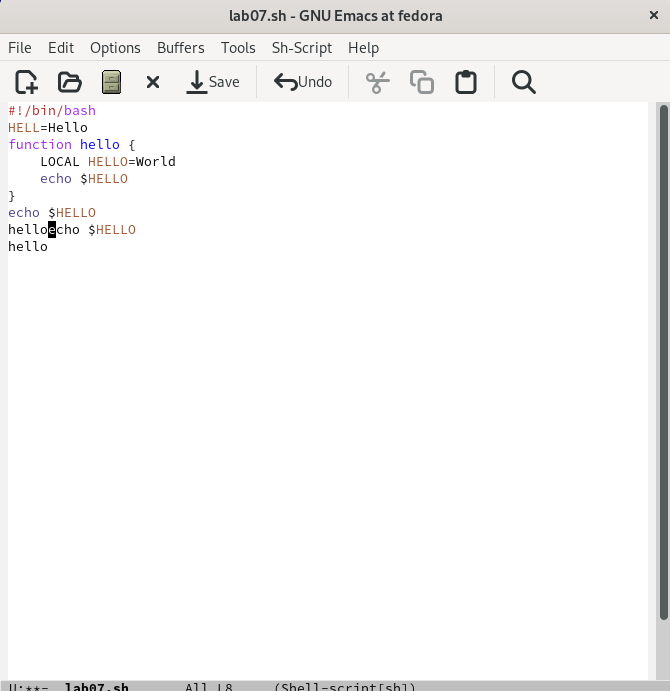 lab07.sh - GNU Emacs at fedora
File Edit Options Buffers Tools Sh-Script Help
Save Undo
#!/bin/bash
HELL=Hello
function hello {
    LOCAL HELLO=World
    echo $HELLO
}
echo $HELLO
helloecho $HELLO
hello
U:**-  lab07.sh       All L8     (Shell-script[sh])